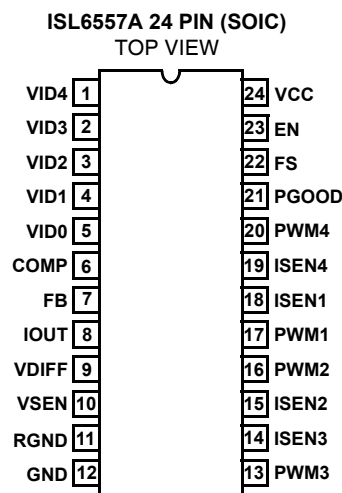 ISL6557A 24 PIN (SOIC)
TOP VIEW
VID4 1 24 VCC
VID3 2 23 EN
VID2 3 22 FS
VID1 4 21 PGOOD
VID0 5 20 PWM4
COMP 6 19 ISEN4
FB 7 18 ISEN1
IOUT 8 17 PWM1
VDIFF 9 16 PWM2
VSEN 10 15 ISEN2
RGND 11 14 ISEN3
GND 12 13 PWM3